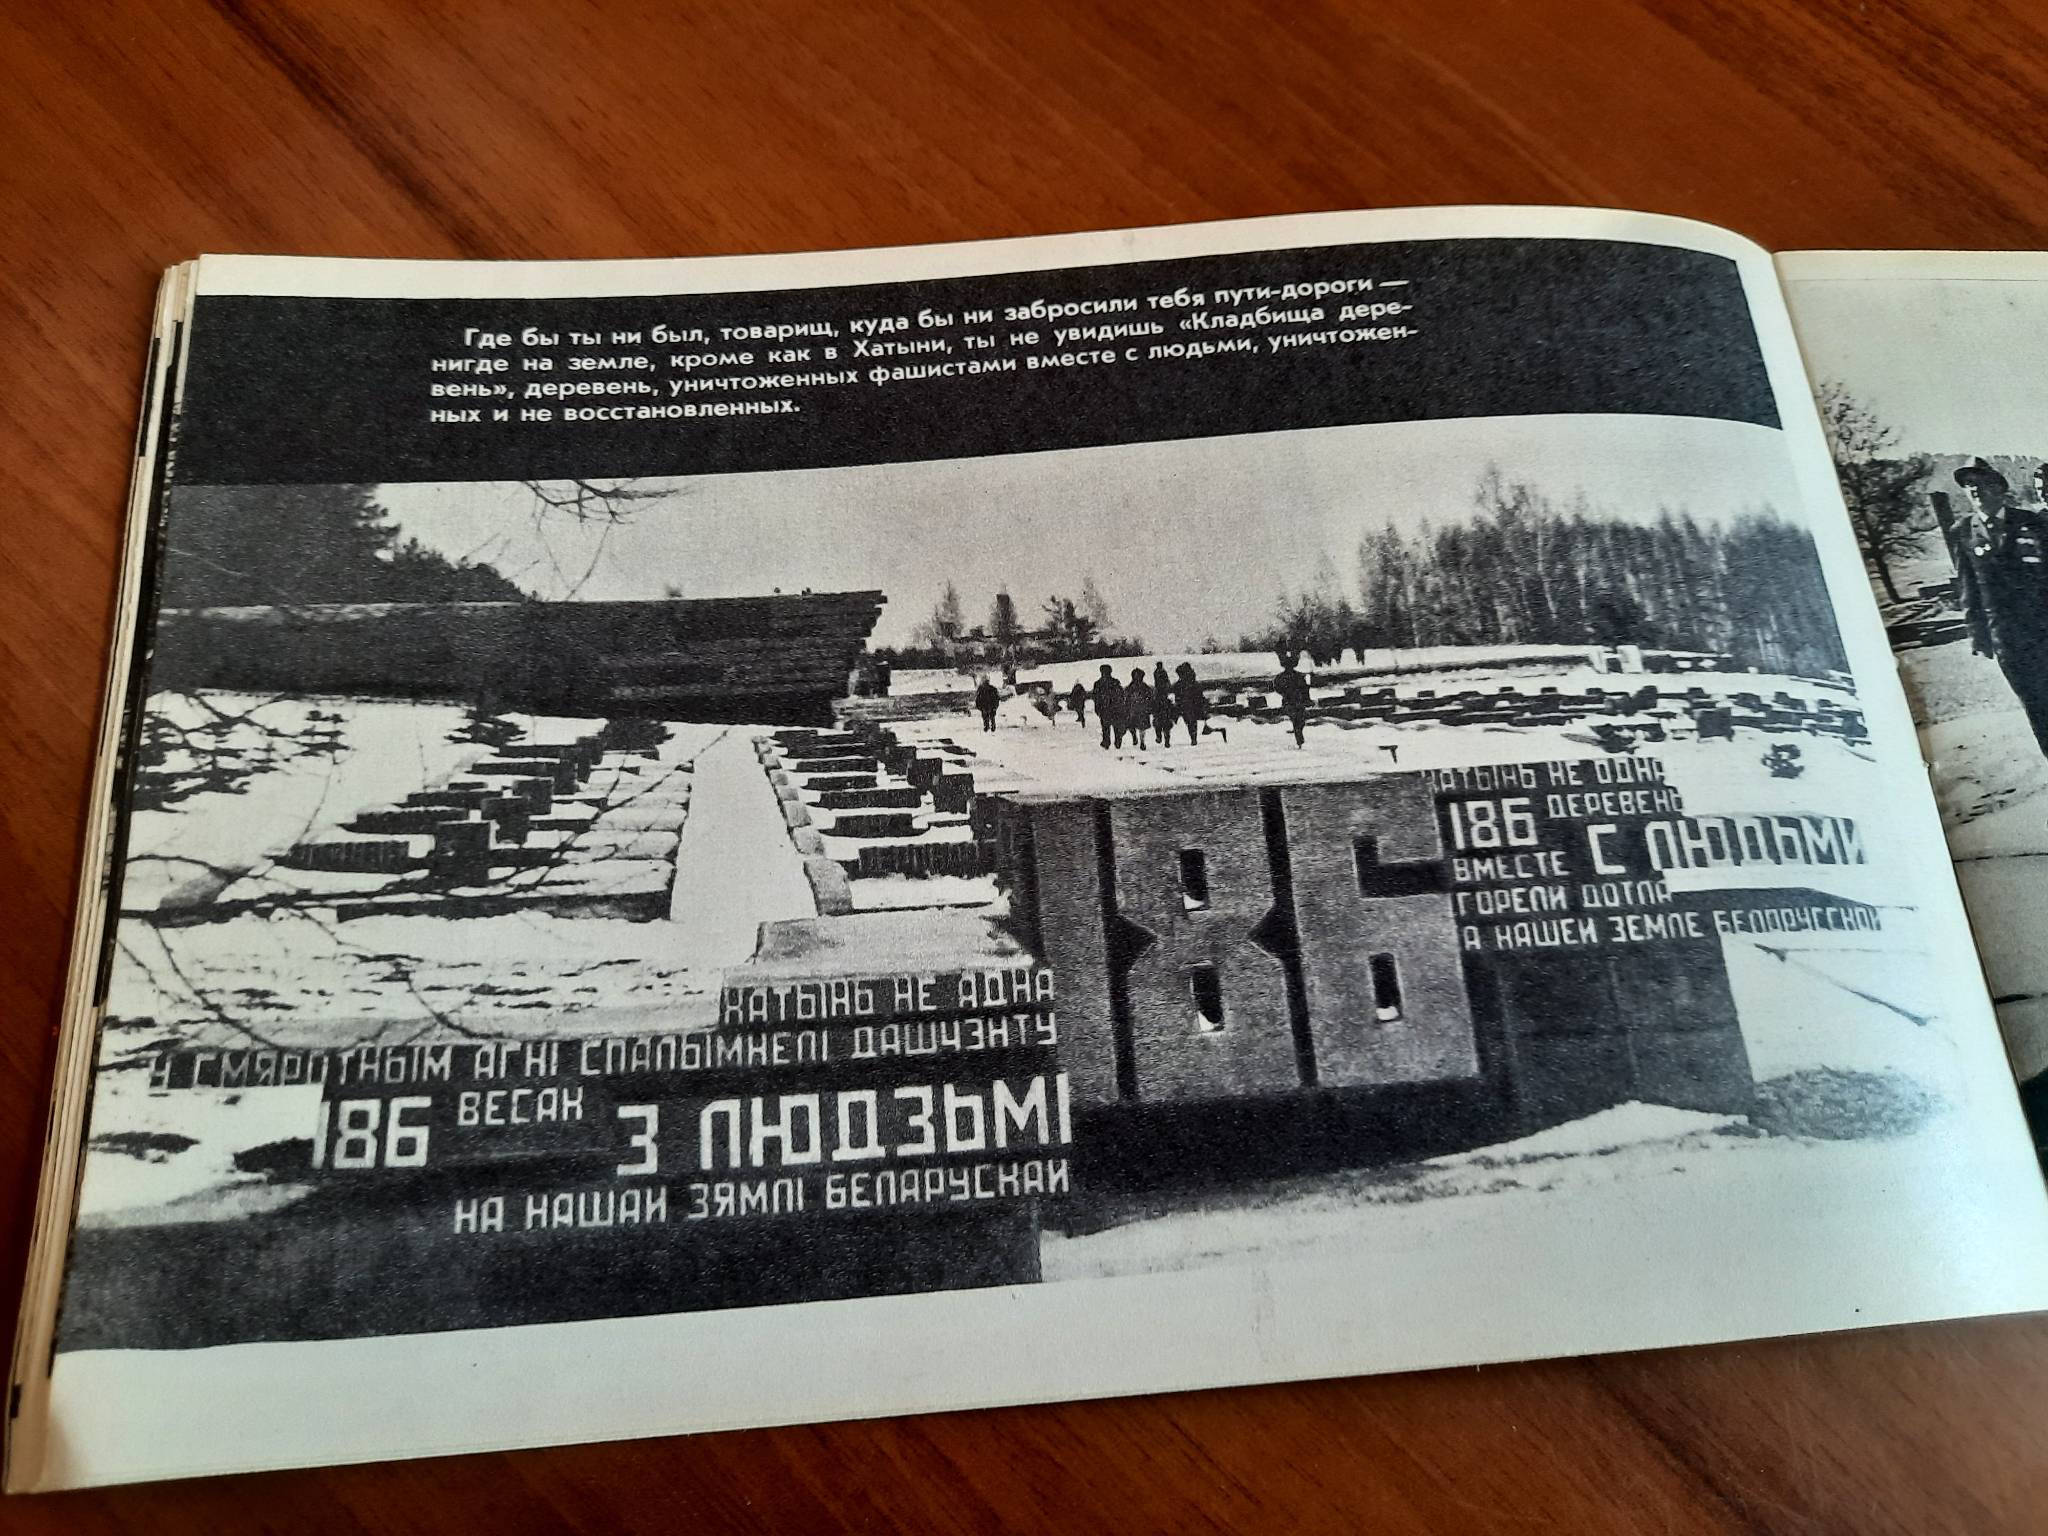 Где бы ты ни был, товарищ, куда бы ни забросили тебя пути-дороги —
нигде на земле, кроме как в Хатыни, ты не увидишь «Кладбища дере-
вень», деревень, уничтоженных фашистами вместе с людьми, уничтожен-
ных и не восстановленных.
ХАТЫНЬ НЕ ОДНА
186 ДЕРЕВЕНЬ
ВМЕСТЕ С ЛЮДЬМИ
ГОРЕЛИ ДОТЛА
А НАШЕЙ ЗЕМЛЕ БЕЛОРУССКОЙ
186
ХАТЫНЬ НЕ АДНА
У СМЯРОТНЫМ АГНІ СПАЛЫМНЕЛІ ДАШЧЭНТУ
186 ВЕСАК З ЛЮДЗЬМІ
НА НАШАЙ ЗЯМЛІ БЕЛАРУСКАЙ